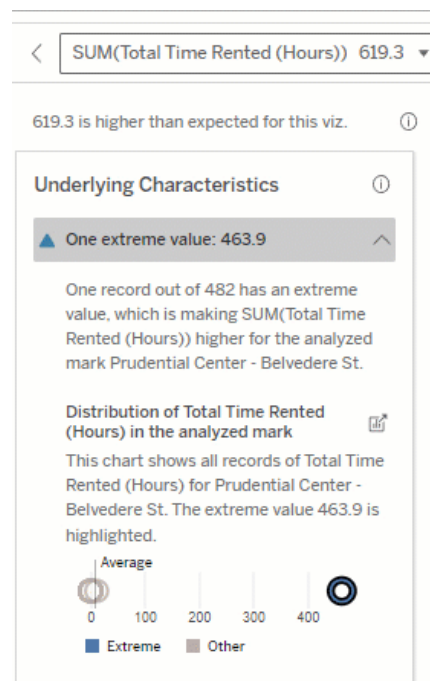 SUM(Total Time Rented (Hours)) 619.3
619.3 is higher than expected for this viz.
Underlying Characteristics
One extreme value: 463.9
One record out of 482 has an extreme
value, which is making SUM(Total Time
Rented (Hours)) higher for the analyzed
mark Prudential Center - Belvedere St.
Distribution of Total Time Rented
(Hours) in the analyzed mark
This chart shows all records of Total Time
Rented (Hours) for Prudential Center -
Belvedere St. The extreme value 463.9 is
highlighted.
Average
0 100 200 300 400
Extreme Other